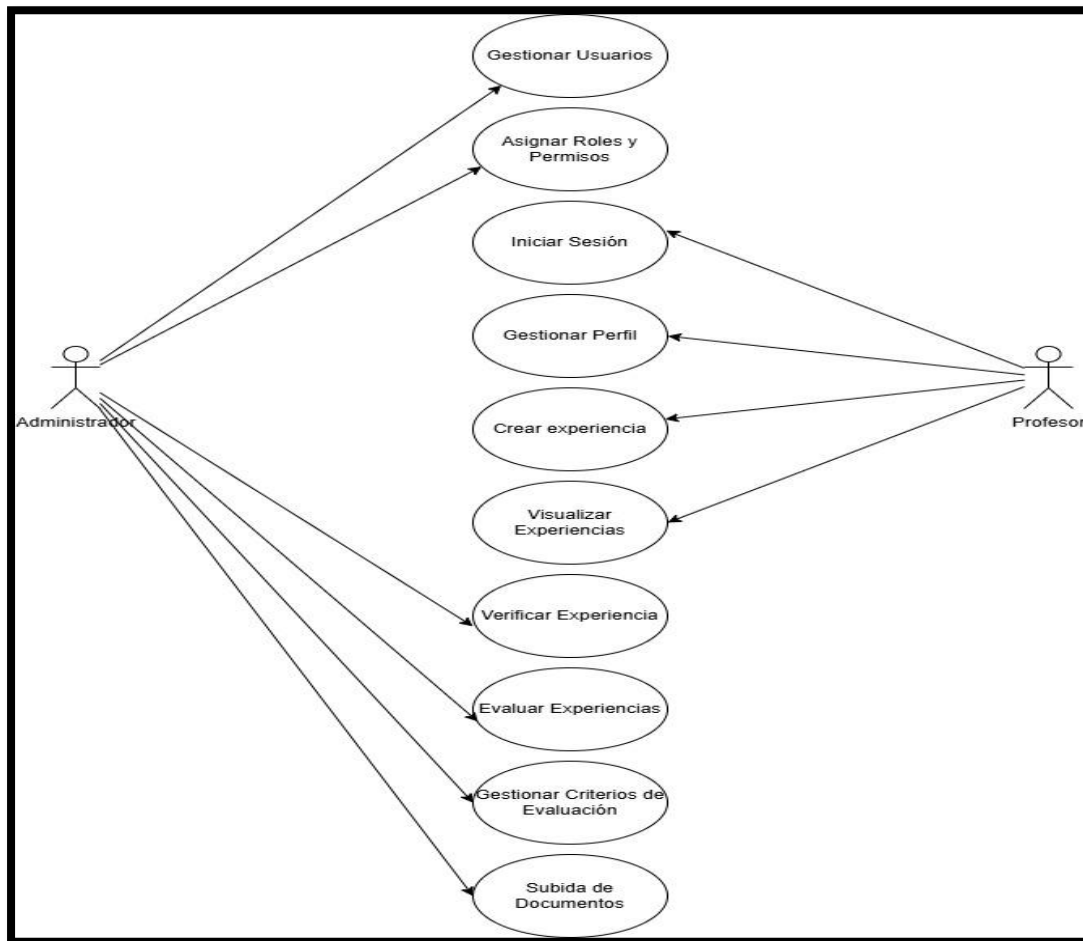 Gestionar Usuarios
Asignar Roles y
Permisos
Iniciar Sesión
Gestionar Perfil
Administrador
Crear experiencia
Profesor
Visualizar
Experiencias
Verificar Experiencia
Evaluar Experiencias
Gestionar Criterios de
Evaluación
Subida de
Documentos